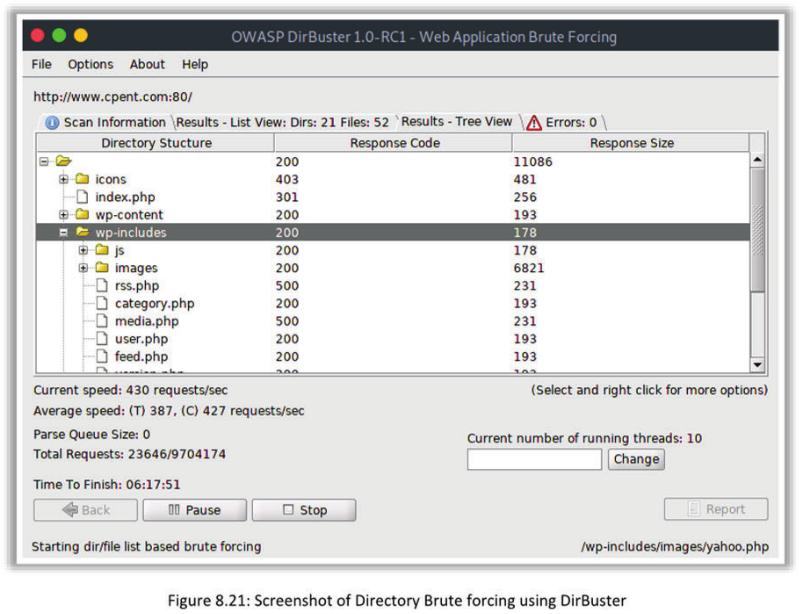 OWASP DirBuster 1.0-RC1 - Web Application Brute Forcing
File Options About Help
http://www.cpent.com:80/
Scan Information Results - List View: Dirs: 21 Files: 52 Results - Tree View Errors: 0
Directory Stucture Response Code Response Size
200 11086
icons 403 481
index.php 301 256
wp-content 200 193
wp-includes 200 178
js 200 178
images 200 6821
rss.php 500 231
category.php 200 193
media.php 500 231
user.php 200 193
feed.php 200 193
Current speed: 430 requests/sec (Select and right click for more options)
Average speed: (T) 387, (C) 427 requests/sec
Parse Queue Size: 0 Current number of running threads: 10
Total Requests: 23646/9704174 Change
Time To Finish: 06:17:51
Back Pause Stop Report
Starting dir/file list based brute forcing /wp-includes/images/yahoo.php
Figure 8.21: Screenshot of Directory Brute forcing using DirBuster